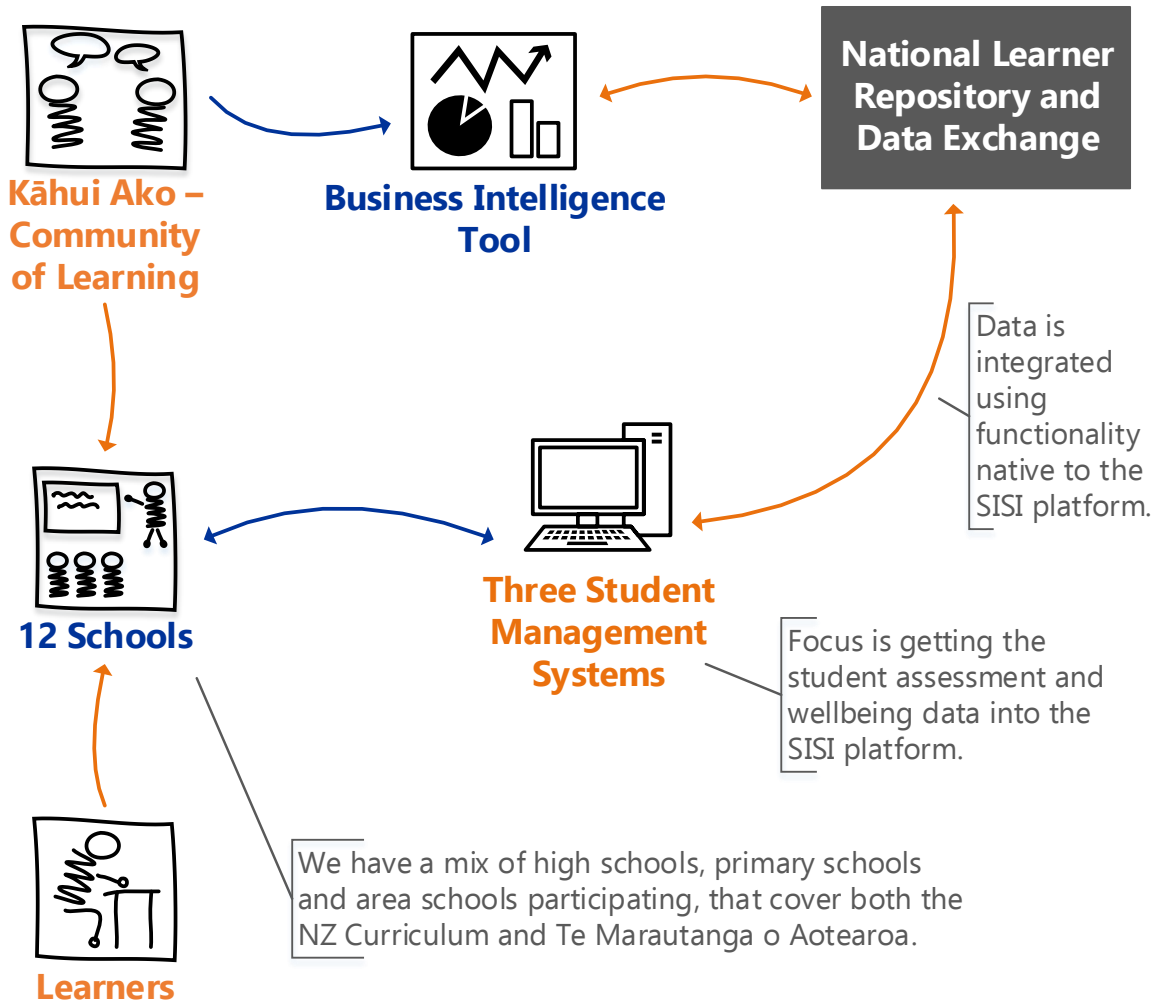 Kāhui Ako –
Community
of Learning
Business Intelligence
Tool
National Learner
Repository and
Data Exchange
Data is
integrated
using
functionality
native to the
SISI platform.
12 Schools
Three Student
Management
Systems
Focus is getting the
student assessment and
wellbeing data into the
SISI platform.
We have a mix of high schools, primary schools
and area schools participating, that cover both the
NZ Curriculum and Te Marautanga o Aotearoa.
Learners